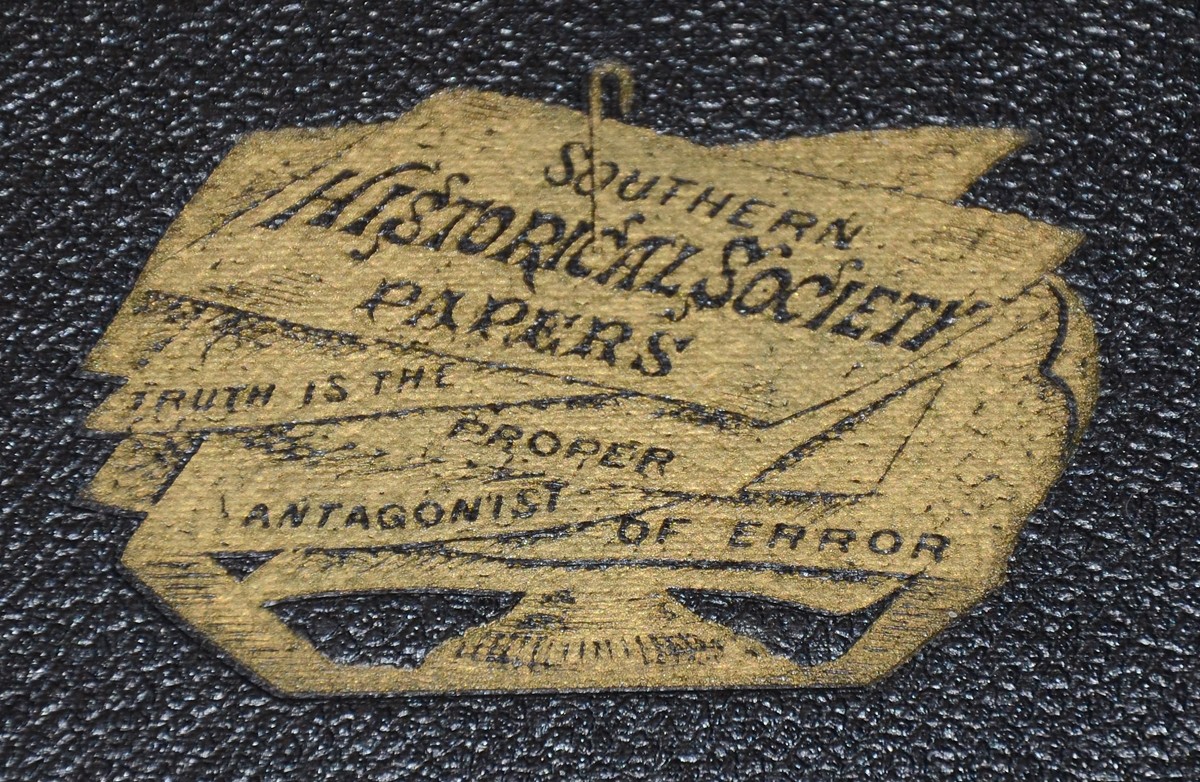 SOUTHERN
HISTORICAL SOCIETY
PAPERS
TRUTH IS THE
PROPER
ANTAGONIST
OF ERROR